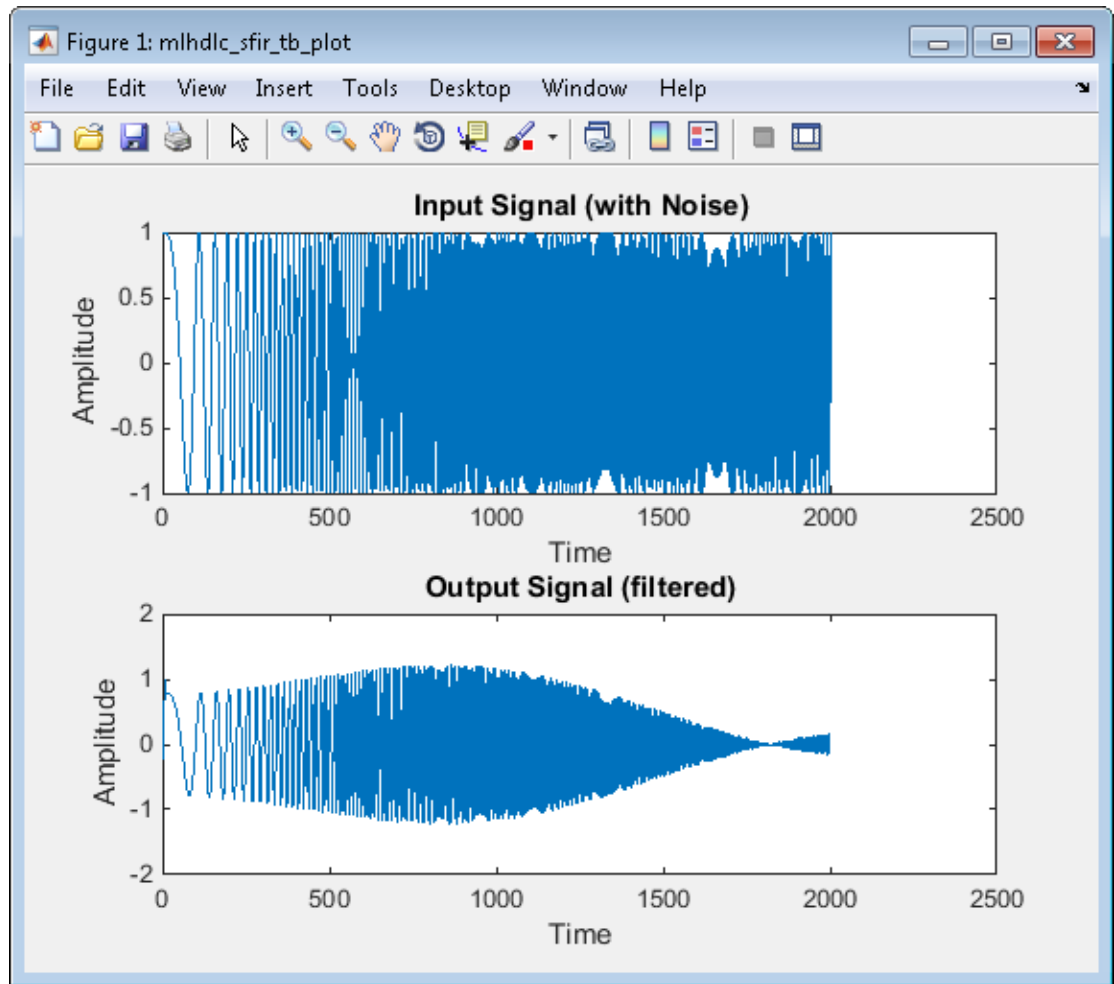 Figure 1: mlhdlc_sfir_tb_plot
File Edit View Insert Tools Desktop Window Help
Input Signal (with Noise)
1
0.5
0
-0.5
-1
Amplitude
0 500 1000 1500 2000 2500
Time
Output Signal (filtered)
2
1
0
-1
-2
Amplitude
0 500 1000 1500 2000 2500
Time